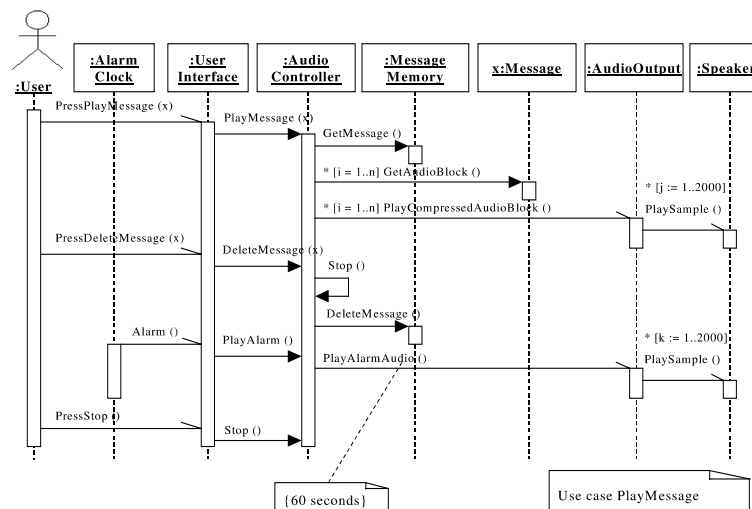 :User
:Alarm
Clock
:User
Interface
:Audio
Controller
:Message
Memory
x:Message
:AudioOutput
:Speaker
PressPlayMessage (x)
PlayMessage (x)
GetMessage ()
* [i = 1..n] GetAudioBlock ()
* [j := 1..2000]
* [i = 1..n] PlayCompressedAudioBlock ()
PlaySample ()
PressDeleteMessage (x)
DeleteMessage (x)
Stop ()
DeleteMessage ()
Alarm ()
PlayAlarm ()
* [k := 1..2000]
PlayAlarmAudio ()
PlaySample ()
PressStop ()
Stop ()
{60 seconds}
Use case PlayMessage